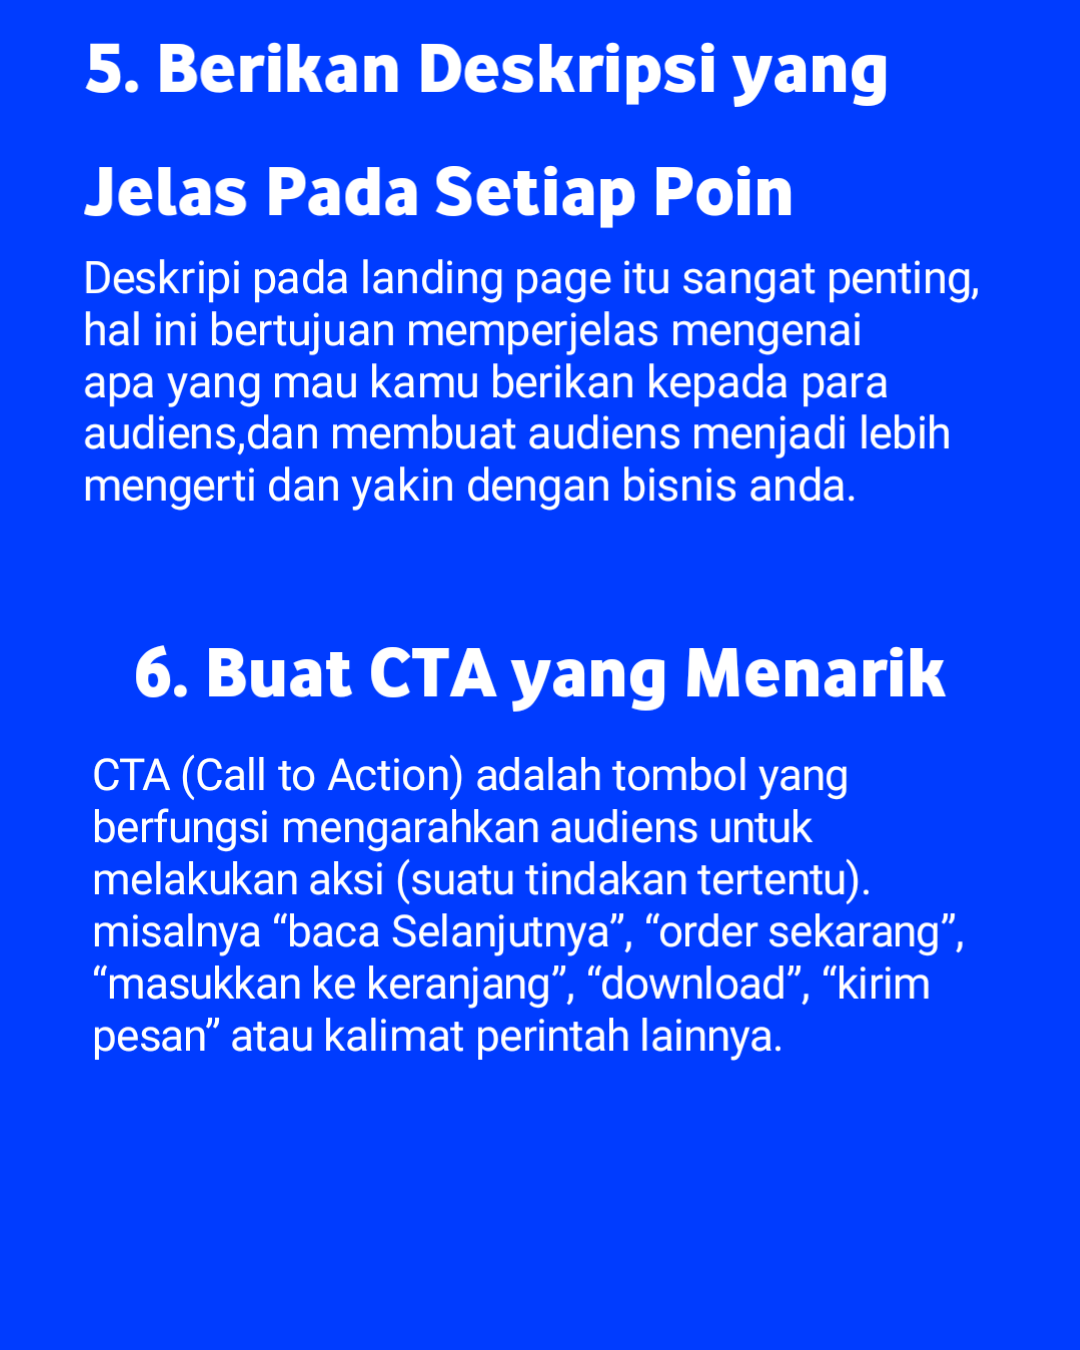 5. Berikan Deskripsi yang
Jelas Pada Setiap Poin
Deskripi pada landing page itu sangat penting,
hal ini bertujuan memperjelas mengenai
apa yang mau kamu berikan kepada para
audiens,dan membuat audiens menjadi lebih
mengerti dan yakin dengan bisnis anda.
6. Buat CTA yang Menarik
CTA (Call to Action) adalah tombol yang
berfungsi mengarahkan audiens untuk
melakukan aksi (suatu tindakan tertentu).
misalnya “baca Selanjutnya”, “order sekarang”,
“masukkan ke keranjang”, “download”, “kirim
pesan” atau kalimat perintah lainnya.